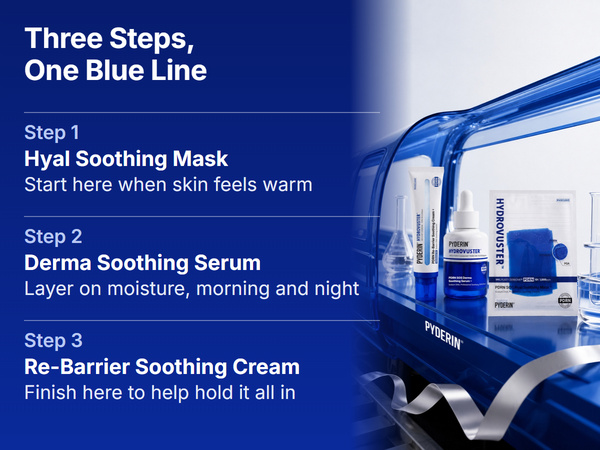 Three Steps,
One Blue Line
Step 1
Hyal Soothing Mask
Start here when skin feels warm
Step 2
Derma Soothing Serum
Layer on moisture, morning and night
Step 3
Re-Barrier Soothing Cream
Finish here to help hold it all in
PYDERIN
HYDROVUSTER
PYDERIN
HYDROVUSTER
HYDROVUSTER
PYDERIN
PYDERIN